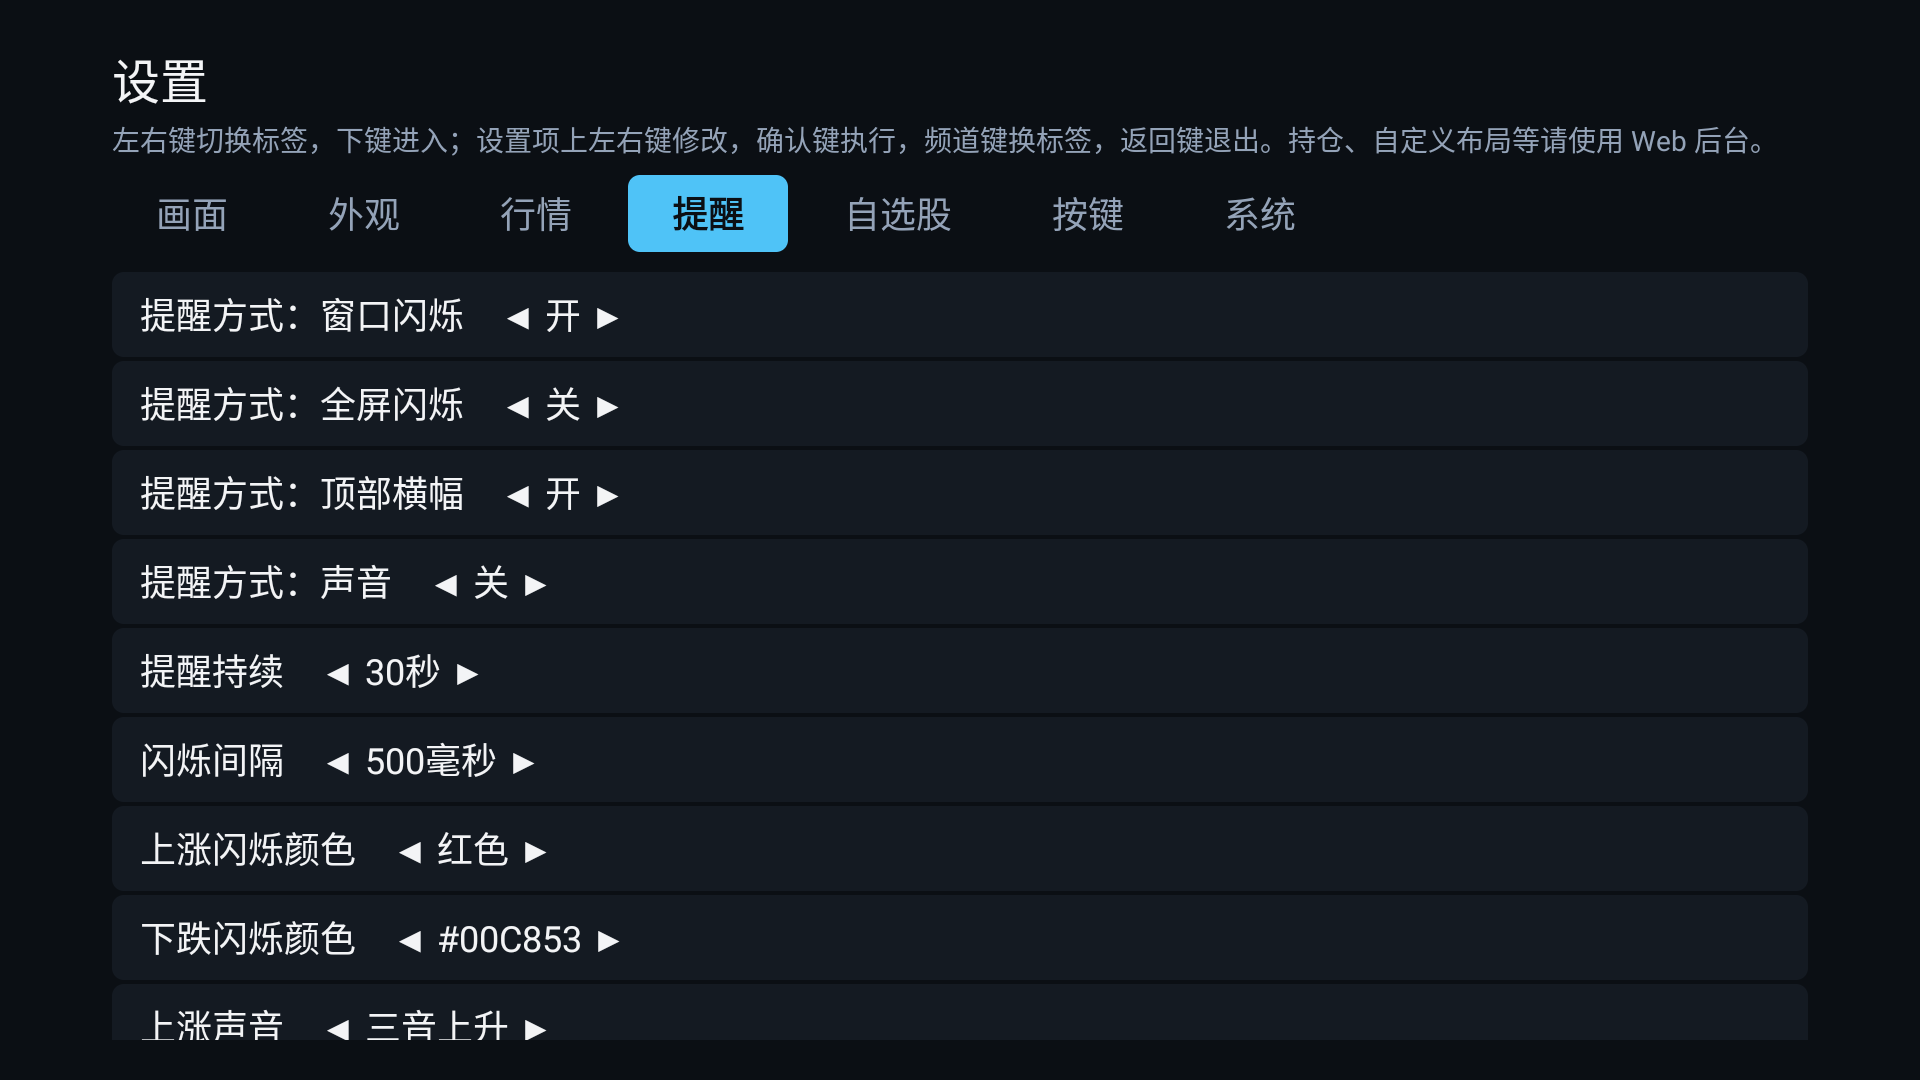 设置
左右键切换标签，下键进入；设置项上左右键修改，确认键执行，频道键换标签，返回键退出。持仓、自定义布局等请使用 Web 后台。
画面 外观 行情 提醒 自选股 按键 系统
提醒方式：窗口闪烁 ◀ 开 ▶
提醒方式：全屏闪烁 ◀ 关 ▶
提醒方式：顶部横幅 ◀ 开 ▶
提醒方式：声音 ◀ 关 ▶
提醒持续 ◀ 30秒 ▶
闪烁间隔 ◀ 500毫秒 ▶
上涨闪烁颜色 ◀ 红色 ▶
下跌闪烁颜色 ◀ #00C853 ▶
上涨声音 ◀ 三音上升 ▶